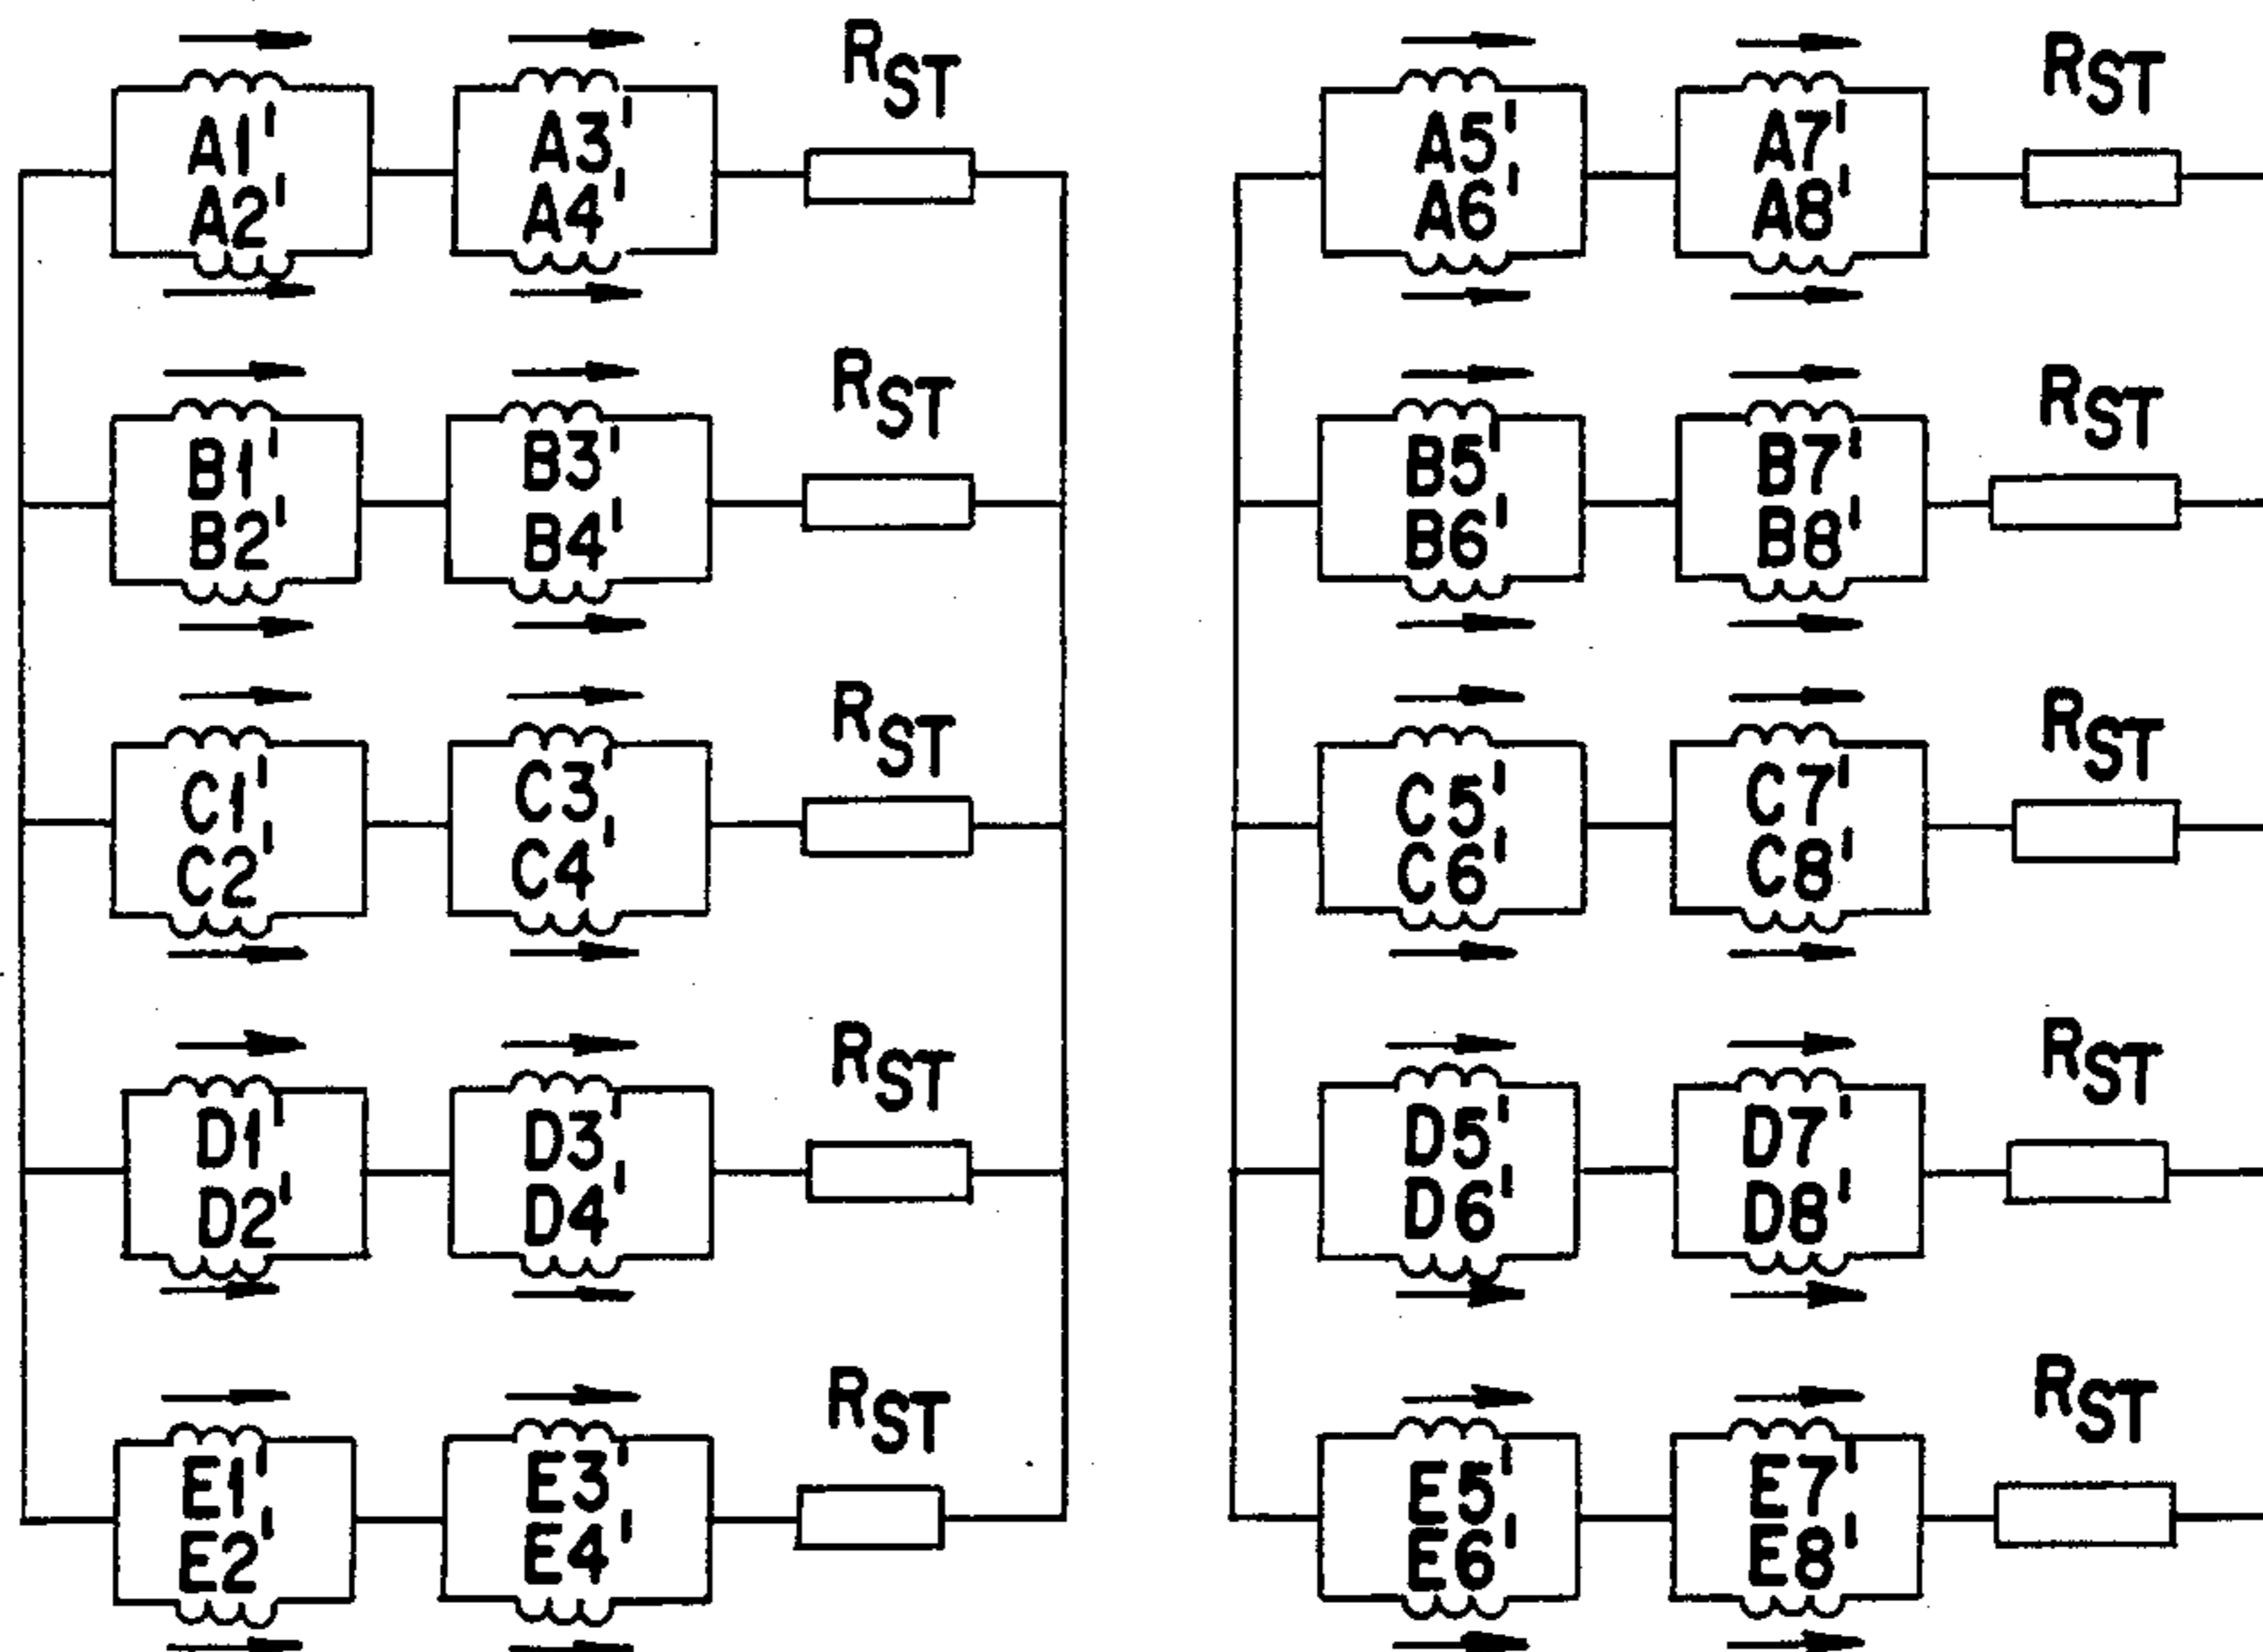 A1' A3' RST A5' A7' RST
A2' A4' A6' A8'
B1' B3' RST B5' B7' RST
B2' B4' B6' B8'
C1' C3' RST C5' C7' RST
C2' C4' C6' C8'
D1' D3' RST D5' D7' RST
D2' D4' D6' D8'
E1' E3' RST E5' E7' RST
E2' E4' E6' E8'